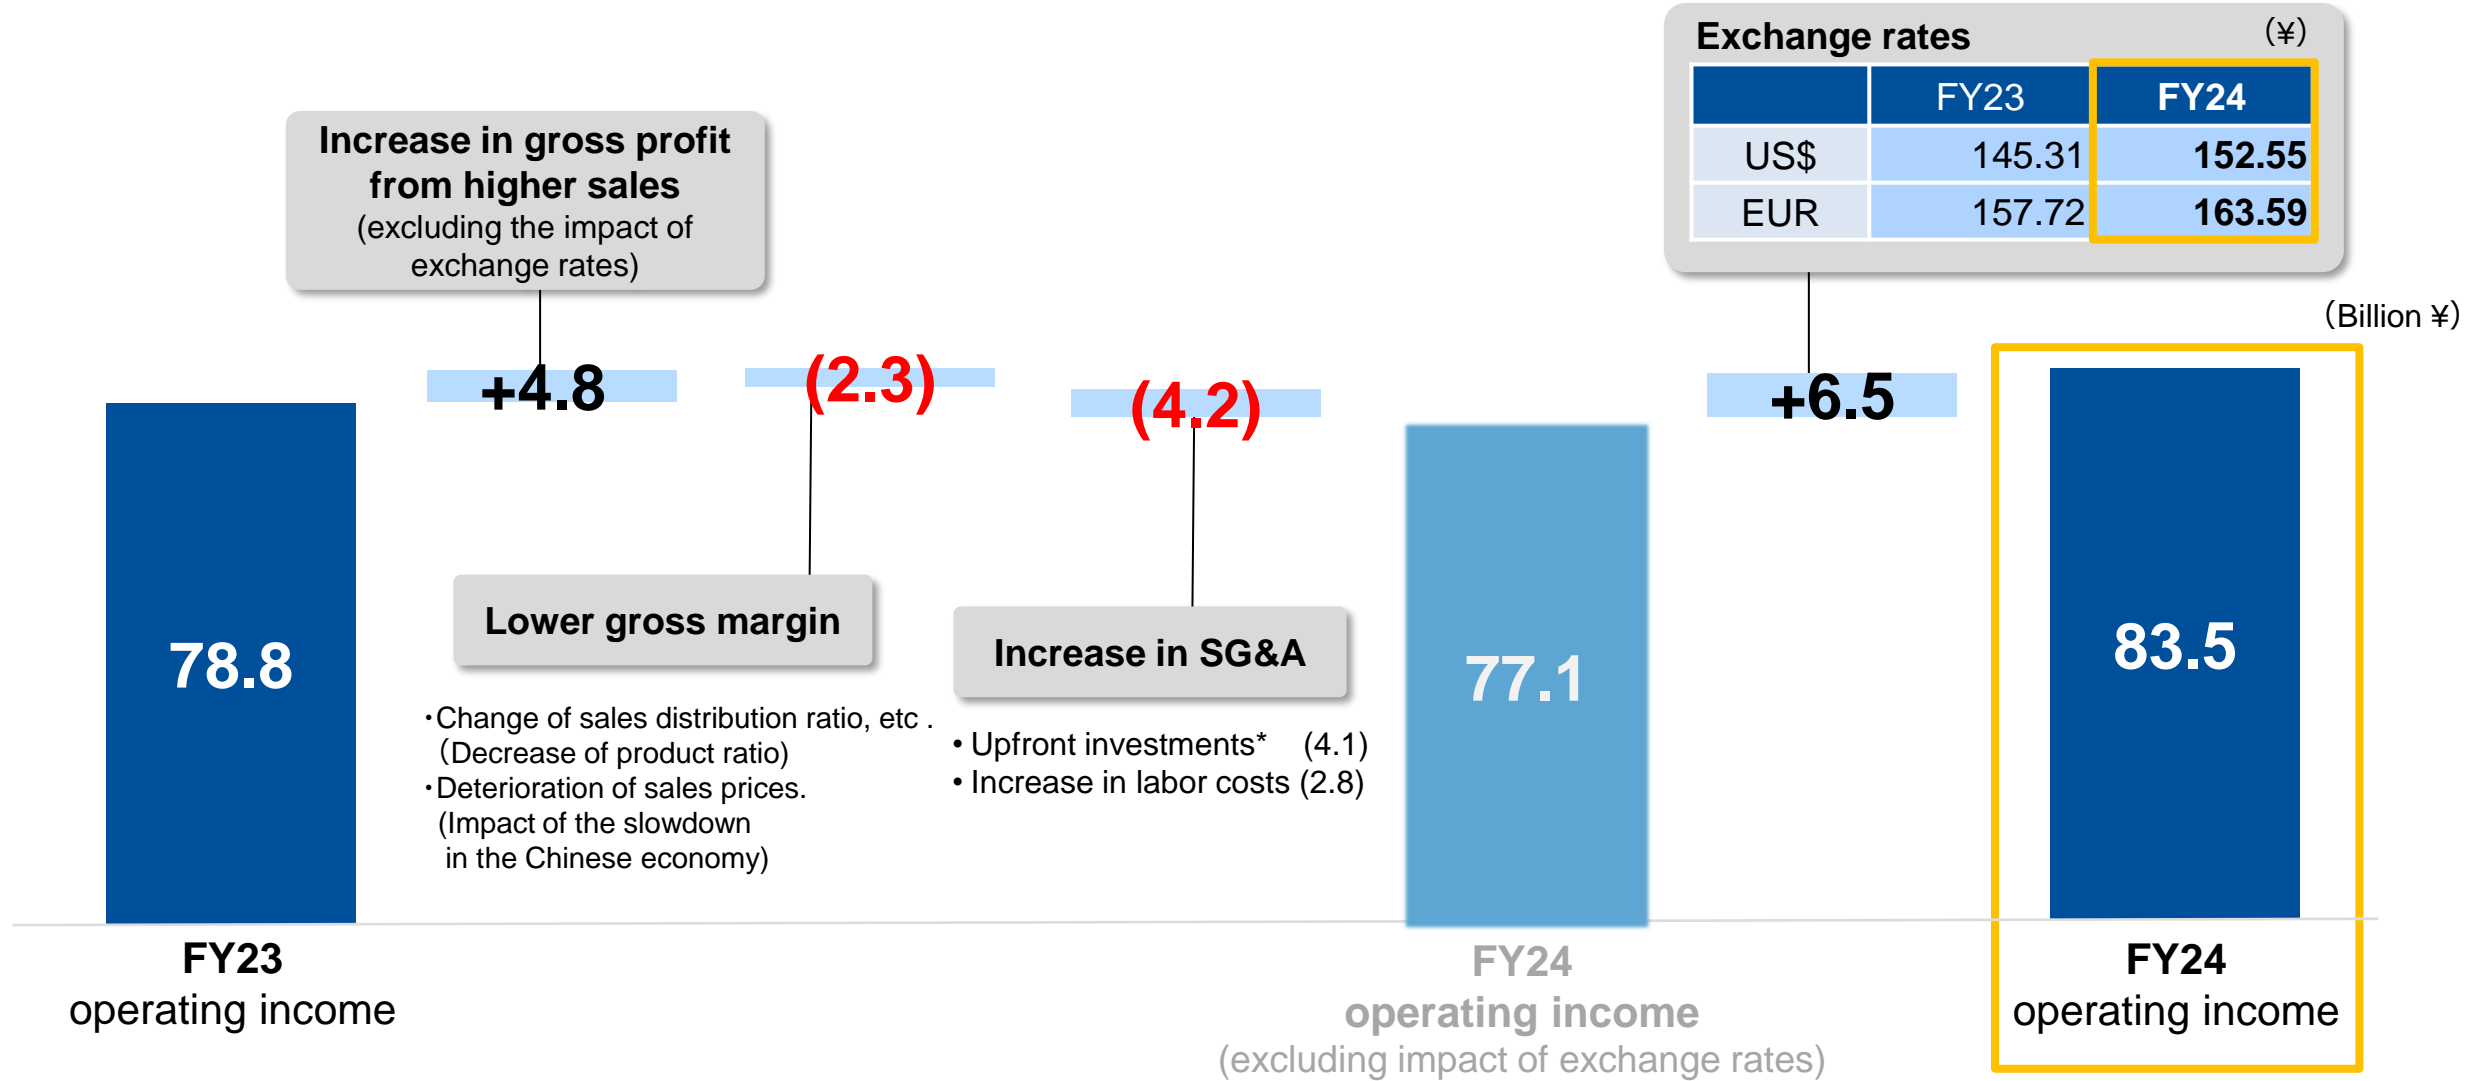 Exchange rates （¥）
FY23 FY24
US$ 145.31 152.55
EUR 157.72 163.59
（Billion ¥）
Increase in gross profit
from higher sales
(excluding the impact of
exchange rates)
+4.8
(2.3)
(4.2)
+6.5
78.8
Lower gross margin
・Change of sales distribution ratio, etc .
（Decrease of product ratio)
・Deterioration of sales prices.
(Impact of the slowdown
in the Chinese economy)
Increase in SG&A
• Upfront investments* (4.1)
• Increase in labor costs (2.8)
77.1
83.5
FY23
operating income
FY24
operating income
(excluding impact of exchange rates)
FY24
operating income